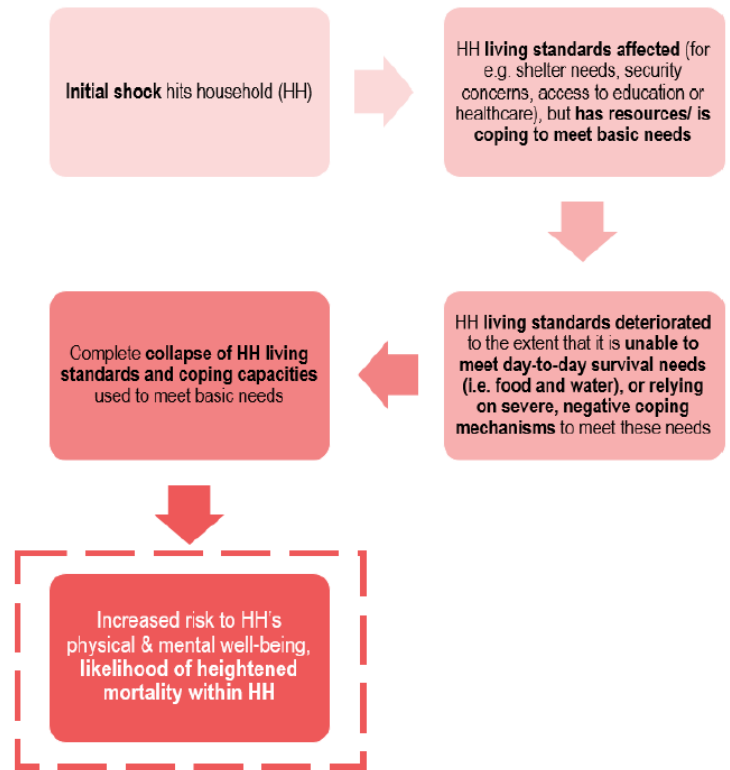 Initial shock hits household (HH)
HH living standards affected (for
e.g. shelter needs, security
concerns, access to education or
healthcare), but has resources/ is
coping to meet basic needs
HH living standards deteriorated
to the extent that it is unable to
meet day-to-day survival needs
(i.e. food and water), or relying
on severe, negative coping
mechanisms to meet these needs
Complete collapse of HH living
standards and coping capacities
used to meet basic needs
Increased risk to HH's
physical & mental well-being,
likelihood of heightened
mortality within HH